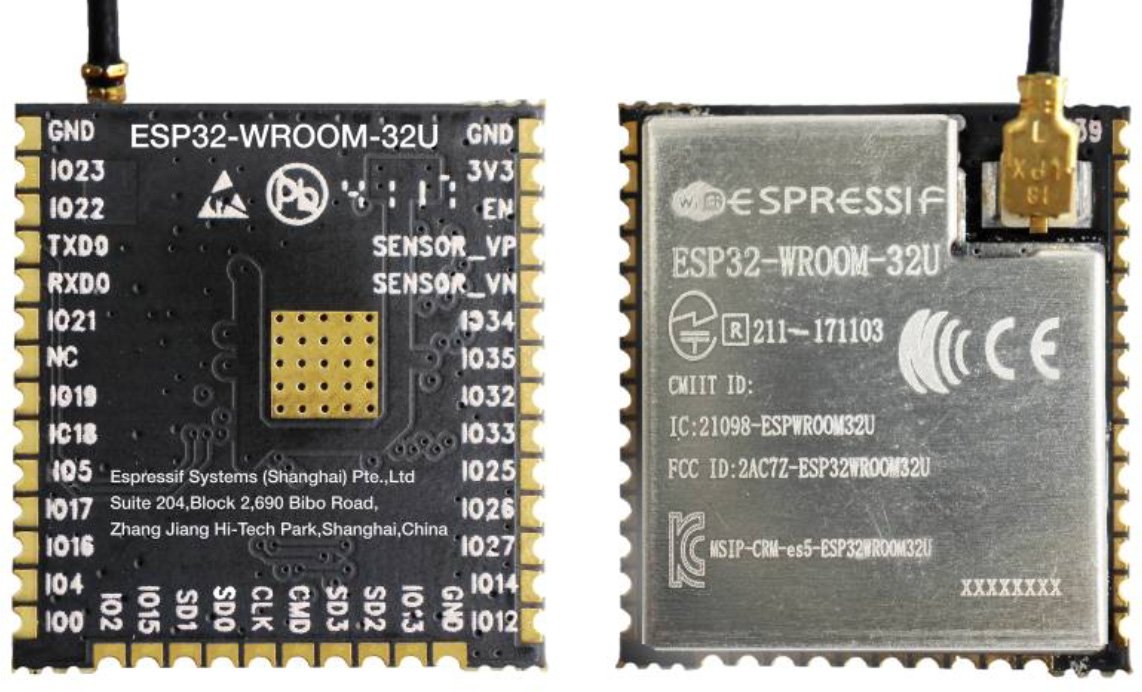 ESP32-WROOM-32U
GND
IO23
IO22
TXD0
RXD0
IO21
NC
IO19
IO18
IO5
IO17
IO16
IO4
IO0
Pb
GND
3V3
EN
SENSOR_VP
SENSOR_VN
IO34
IO35
IO32
IO33
IO25
IO26
IO27
IO14
IO12
Espressif Systems (Shanghai) Pte.,Ltd
Suite 204,Block 2,690 Bibo Road,
Zhang Jiang Hi-Tech Park,Shanghai,China
IO2
IO15
SD1
SD0
CLK
CMD
SD3
SD2
IO13
GND
WiFi ESPRESSIF
ESP32-WROOM-32U
R 211-171103
CE
CMIIT ID:
IC:21098-ESPWROOM32U
FCC ID:2AC7Z-ESP32WROOM32U
MSIP-CRM-es5-ESP32WROOM32U
XXXXXXXX